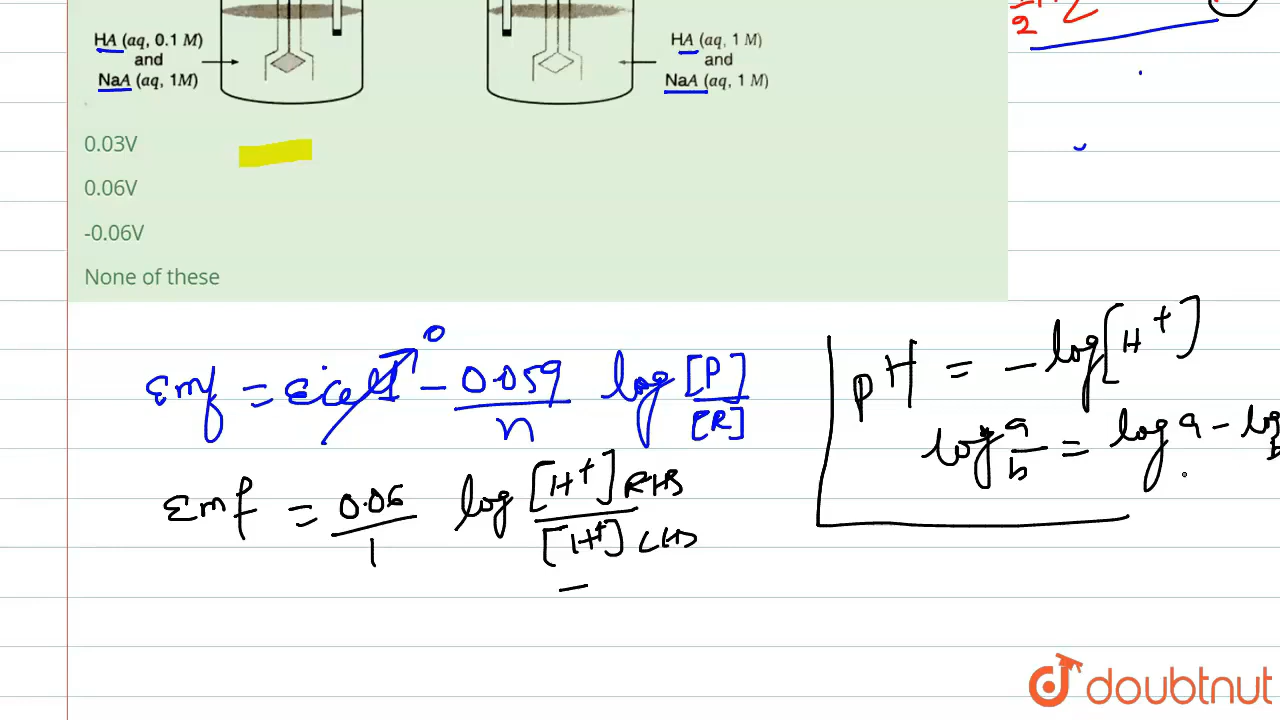 HA (aq, 0.1 M)
and
NaA (aq, 1M)
HA (aq, 1 M)
and
NaA (aq, 1 M)
0.03V
0.06V
-0.06V
None of these
Emf = E°cell 0 - 0.059/n log [P]/[R]
Emf = 0.06/1 log [H+] RHS/[H+] LHS
pH = - log [H+]
log a/b = log a - log b
doubtnut